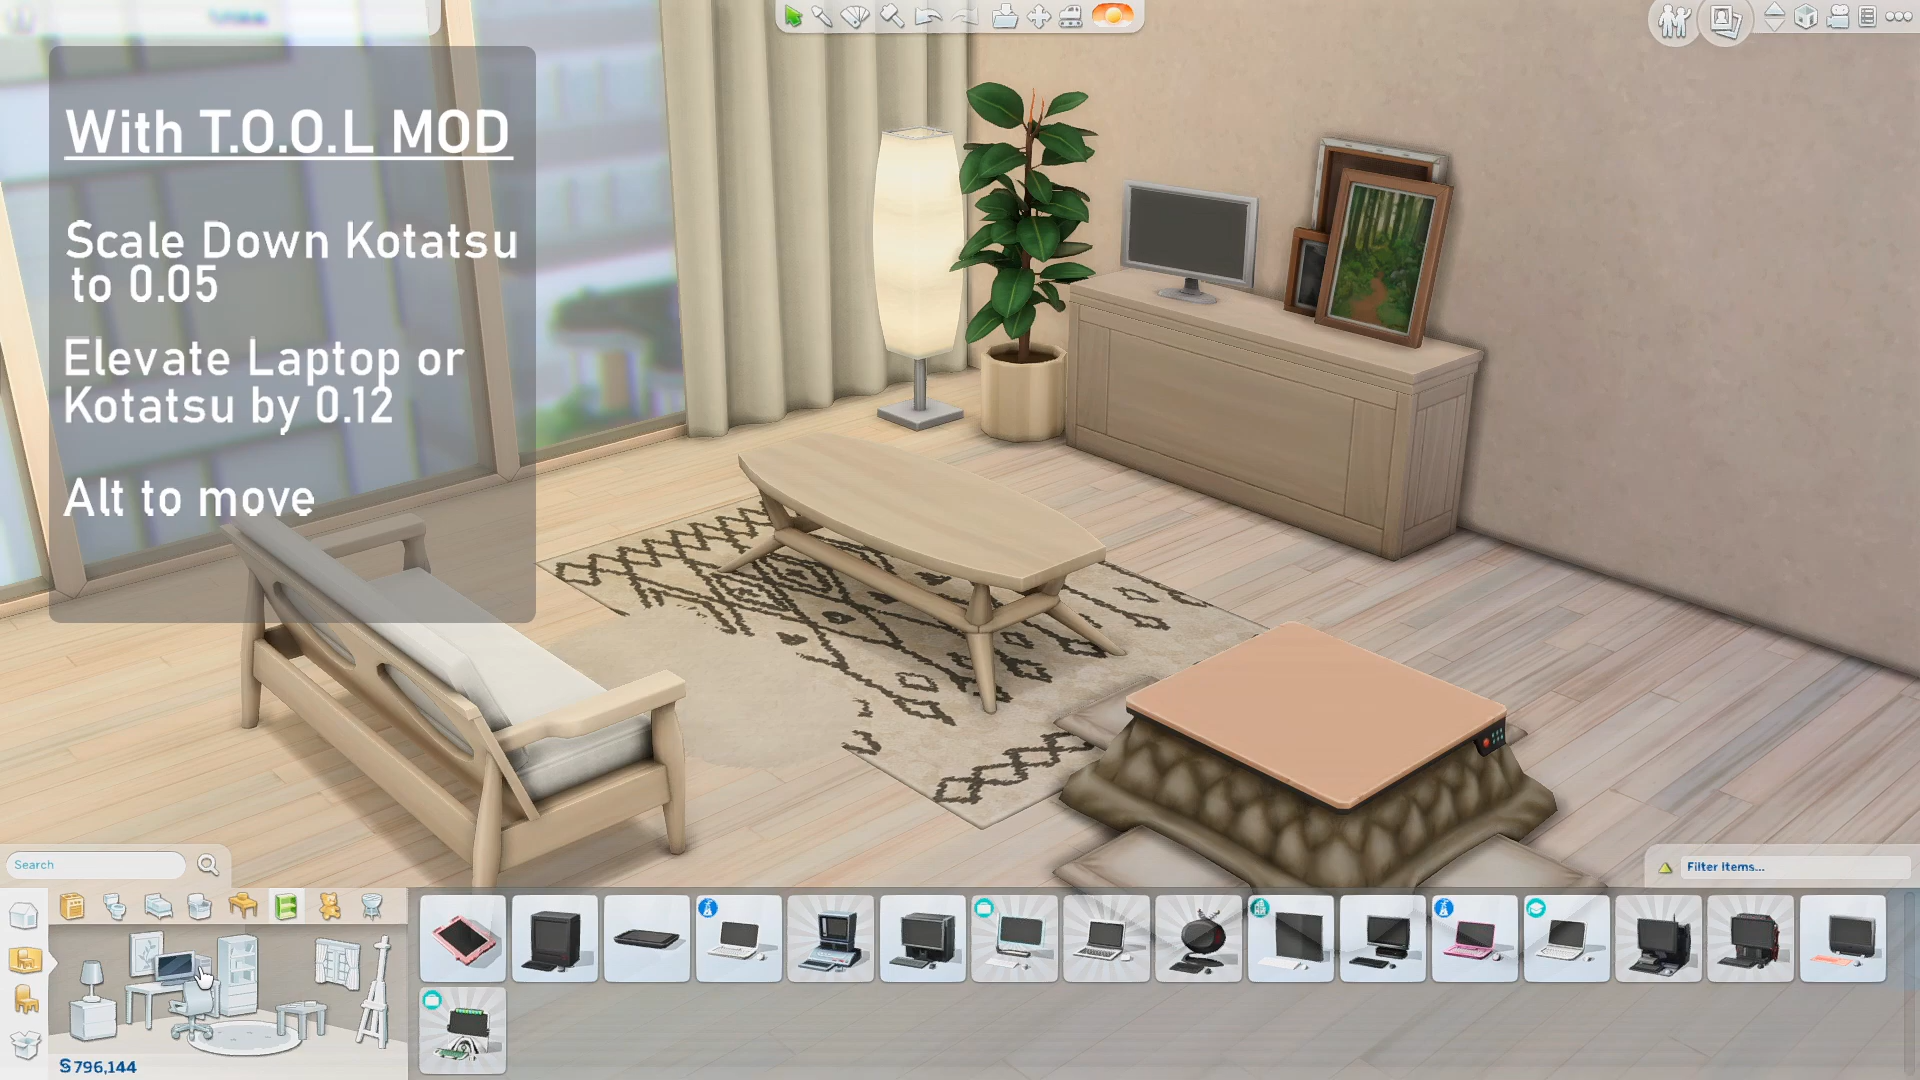 With T.O.O.L MOD
Scale Down Kotatsu
to 0.05
Elevate Laptop or
Kotatsu by 0.12
Alt to move
Search
Filter Items...
§796,144